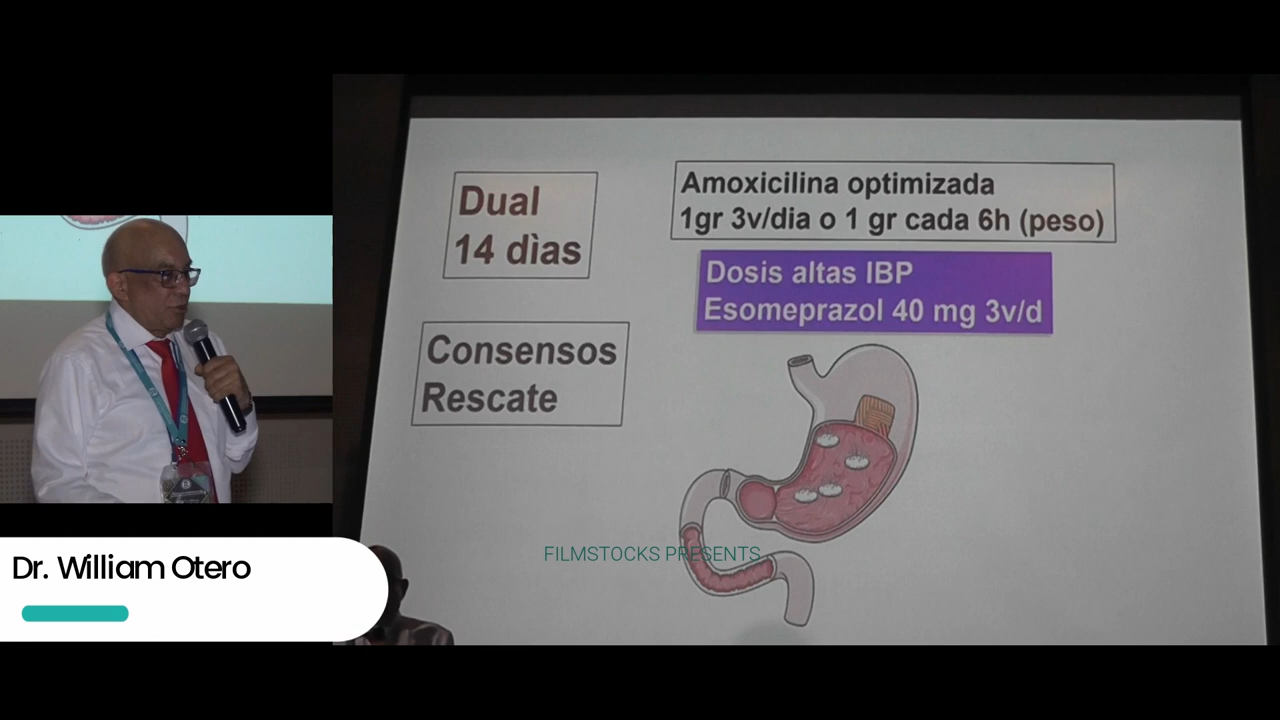 Dual
14 dìas
Amoxicilina optimizada
1gr 3v/dia o 1 gr cada 6h (peso)
Dosis altas IBP
Esomeprazol 40 mg 3v/d
Consensos
Rescate
FILMSTOCKS PRESENTS
Dr. William Otero